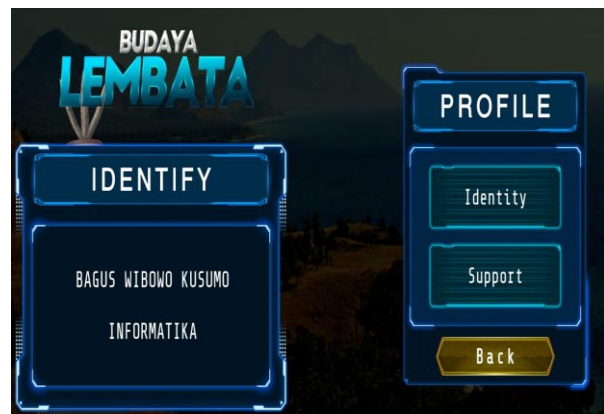 BUDAYA
LEMBATA
IDENTIFY
BAGUS WIBOWO KUSUMO
INFORMATIKA
PROFILE
Identity
Support
Back